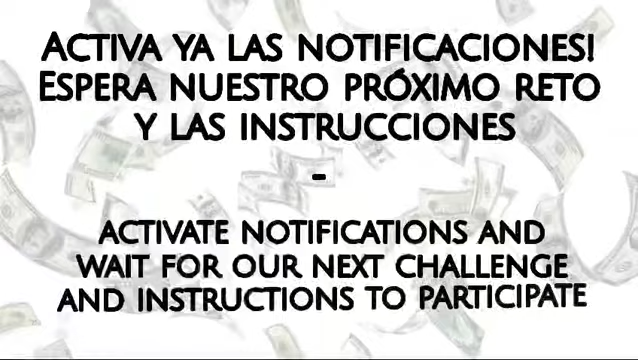 Activa ya las notificaciones!
Espera nuestro próximo reto
y las instrucciones
-
activate notifications and
wait for our next challenge
and instructions to participate